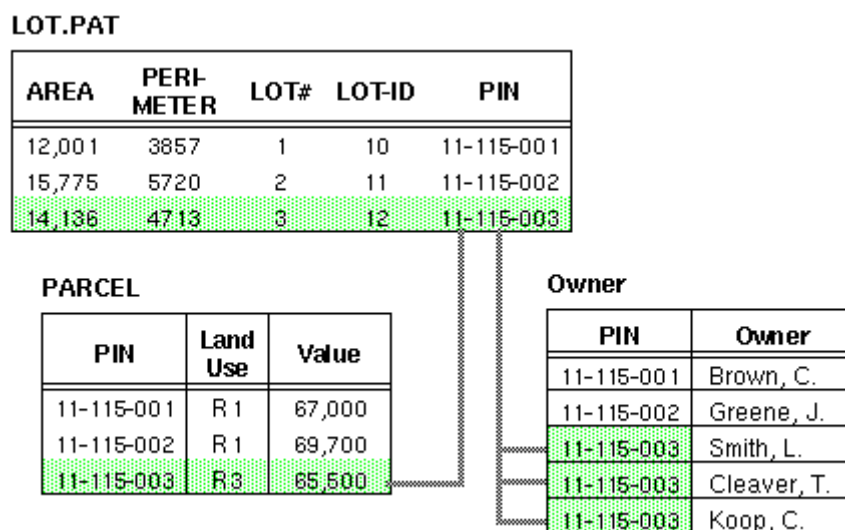 LOT.PAT
AREA PERI-METER LOT# LOT-ID PIN
12,001 3857 1 10 11-115-001
15,775 5720 2 11 11-115-002
14,136 4713 3 12 11-115-003
PARCEL
PIN Land Use Value
11-115-001 R1 67,000
11-115-002 R1 69,700
11-115-003 R3 65,500
Owner
PIN Owner
11-115-001 Brown, C.
11-115-002 Greene, J.
11-115-003 Smith, L.
11-115-003 Cleaver, T.
11-115-003 Koop, C.